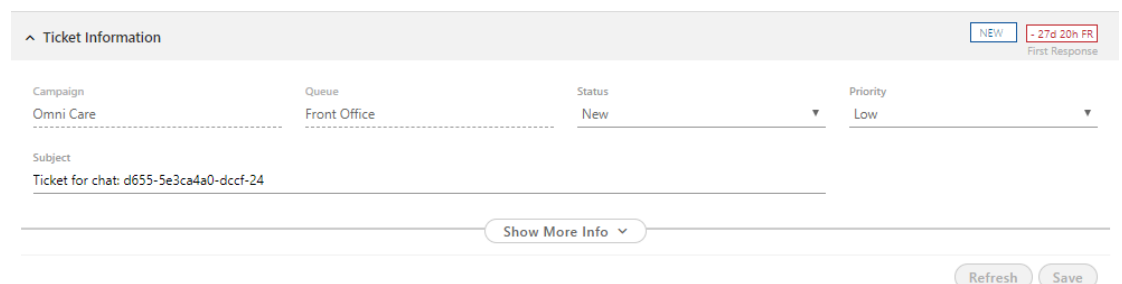 Ticket Information
NEW
- 27d 20h FR
First Response
Campaign
Queue
Status
Priority
Omni Care
Front Office
New
Low
Subject
Ticket for chat: d655-5e3ca4a0-dccf-24
Show More Info
Refresh
Save